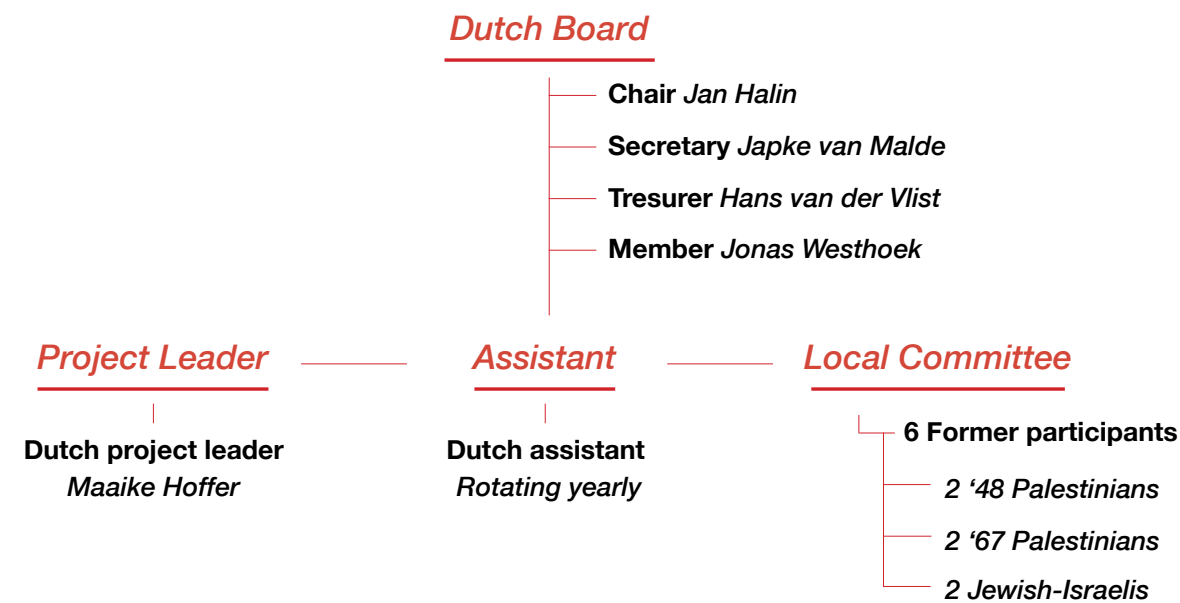 Dutch Board
Chair Jan Halin
Secretary Japke van Malde
Tresurer Hans van der Vlist
Member Jonas Westhoek
Project Leader
Dutch project leader
Maaike Hoffer
Assistant
Dutch assistant
Rotating yearly
Local Committee
6 Former participants
2 ‘48 Palestinians
2 ‘67 Palestinians
2 Jewish-Israelis